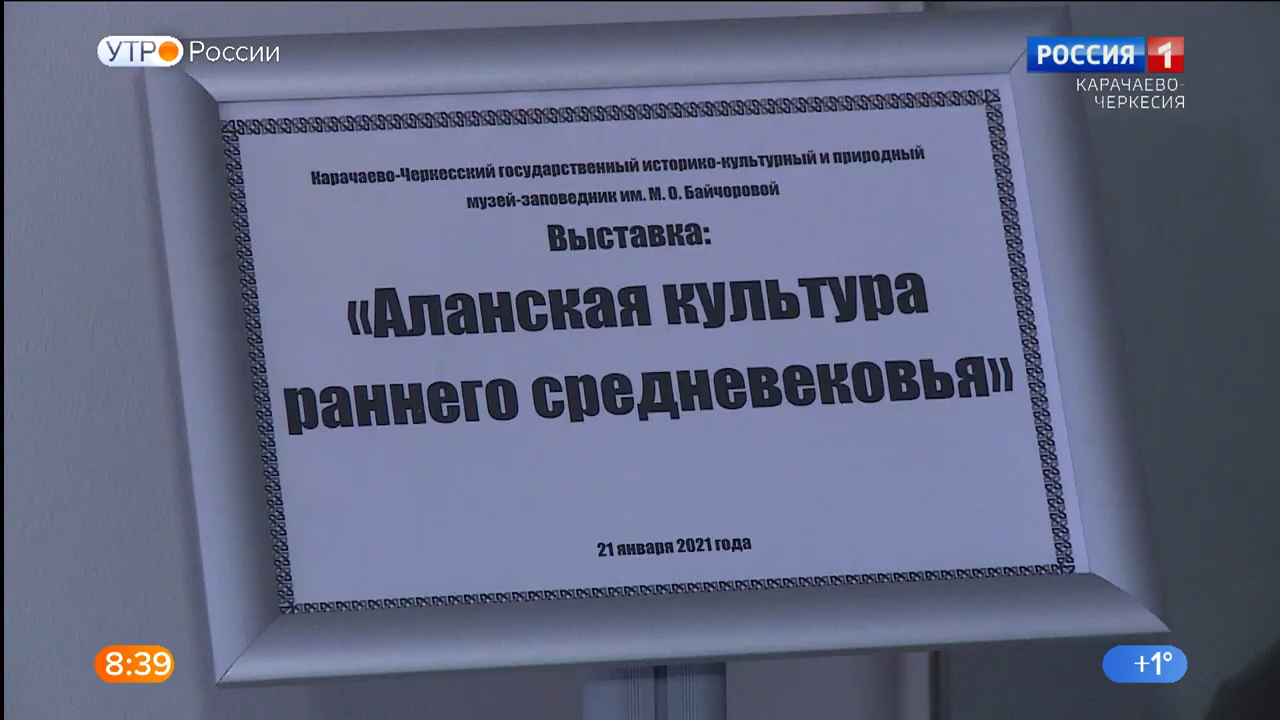 УТРО России
РОССИЯ 1
КАРАЧАЕВО-
ЧЕРКЕСИЯ
Карачаево-Черкесский государственный историко-культурный и природный
музей-заповедник им. М. О. Байчоровой
Выставка:
«Аланская культура
раннего средневековья»
21 января 2021 года
8:39
+1°